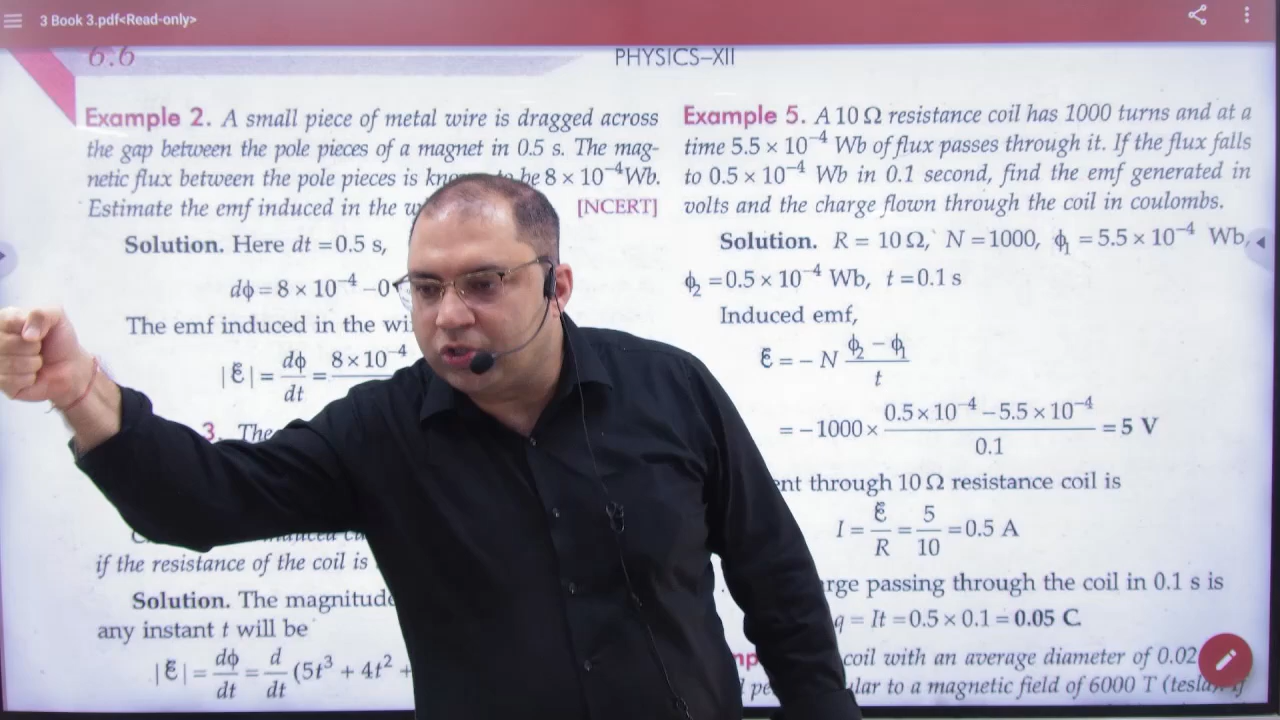 3 Book 3.pdf<Read-only>
6.6
PHYSICS–XII
Example 2. A small piece of metal wire is dragged across
the gap between the pole pieces of a magnet in 0.5 s. The mag-
netic flux between the pole pieces is be 8 × 10⁻⁴ Wb.
Estimate the emf induced in the
[NCERT]
Solution. Here dt = 0.5 s,
dϕ = 8 × 10⁻⁴ – 0
The emf induced in the
|ℰ| = dϕ/dt = 8×10⁻⁴
3. The
if the resistance of the coil is
Solution. The
any instant t will be
|ℰ| = dϕ/dt = d/dt (5t³ + 4t² +
Example 5. A 10 Ω resistance coil has 1000 turns and at a
time 5.5 × 10⁻⁴ Wb of flux passes through it. If the flux falls
to 0.5 × 10⁻⁴ Wb in 0.1 second, find the emf generated in
volts and the charge flown through the coil in coulombs.
Solution. R = 10 Ω, N = 1000, ϕ₁ = 5.5 × 10⁻⁴ Wb,
ϕ₂ = 0.5 × 10⁻⁴ Wb, t = 0.1 s
Induced emf,
ℰ = – N (ϕ₂ – ϕ₁)/t
= –1000 × (0.5×10⁻⁴ – 5.5×10⁻⁴)/0.1 = 5 V
through 10 Ω resistance coil is
I = ℰ/R = 5/10 = 0.5 A
passing through the coil in 0.1 s is
q = It = 0.5 × 0.1 = 0.05 C.
coil with an average diameter of 0.02
to a magnetic field of 6000 T (tesla). If